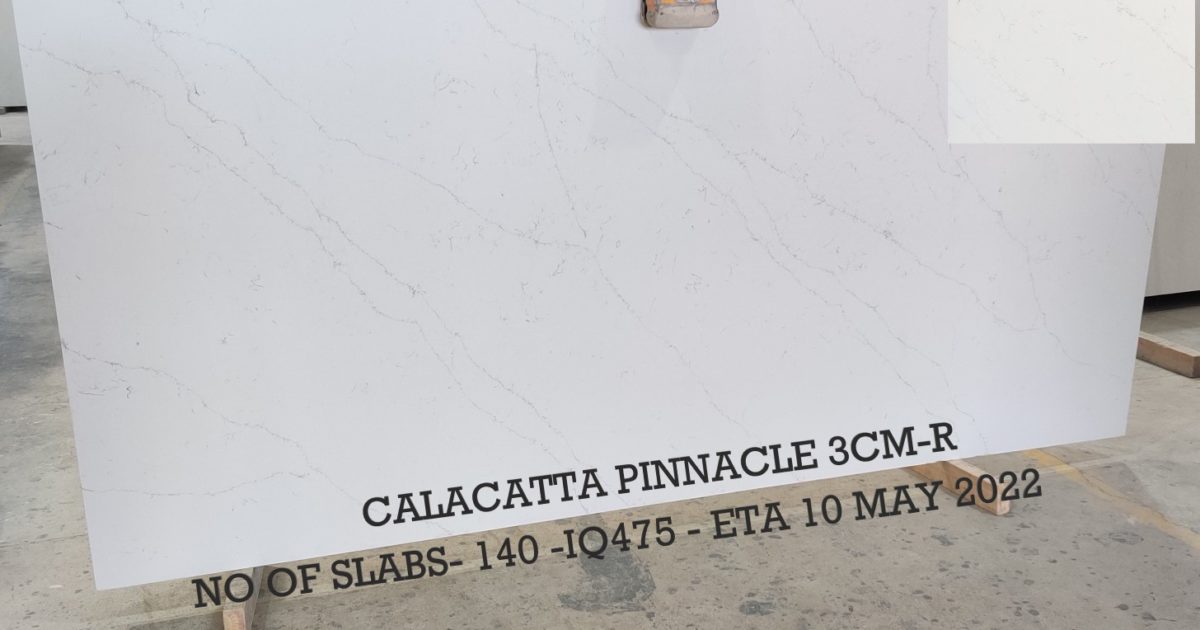 CALACATTA PINNACLE 3CM-R
NO OF SLABS- 140 -IQ475 - ETA 10 MAY 2022